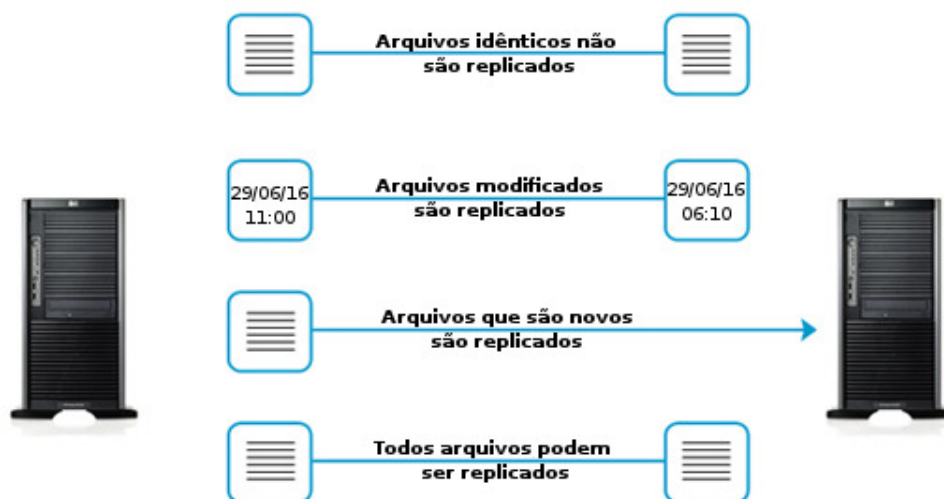 Arquivos idênticos não
são replicados
29/06/16
11:00
Arquivos modificados
são replicados
29/06/16
06:10
Arquivos que são novos
são replicados
Todos arquivos podem
ser replicados